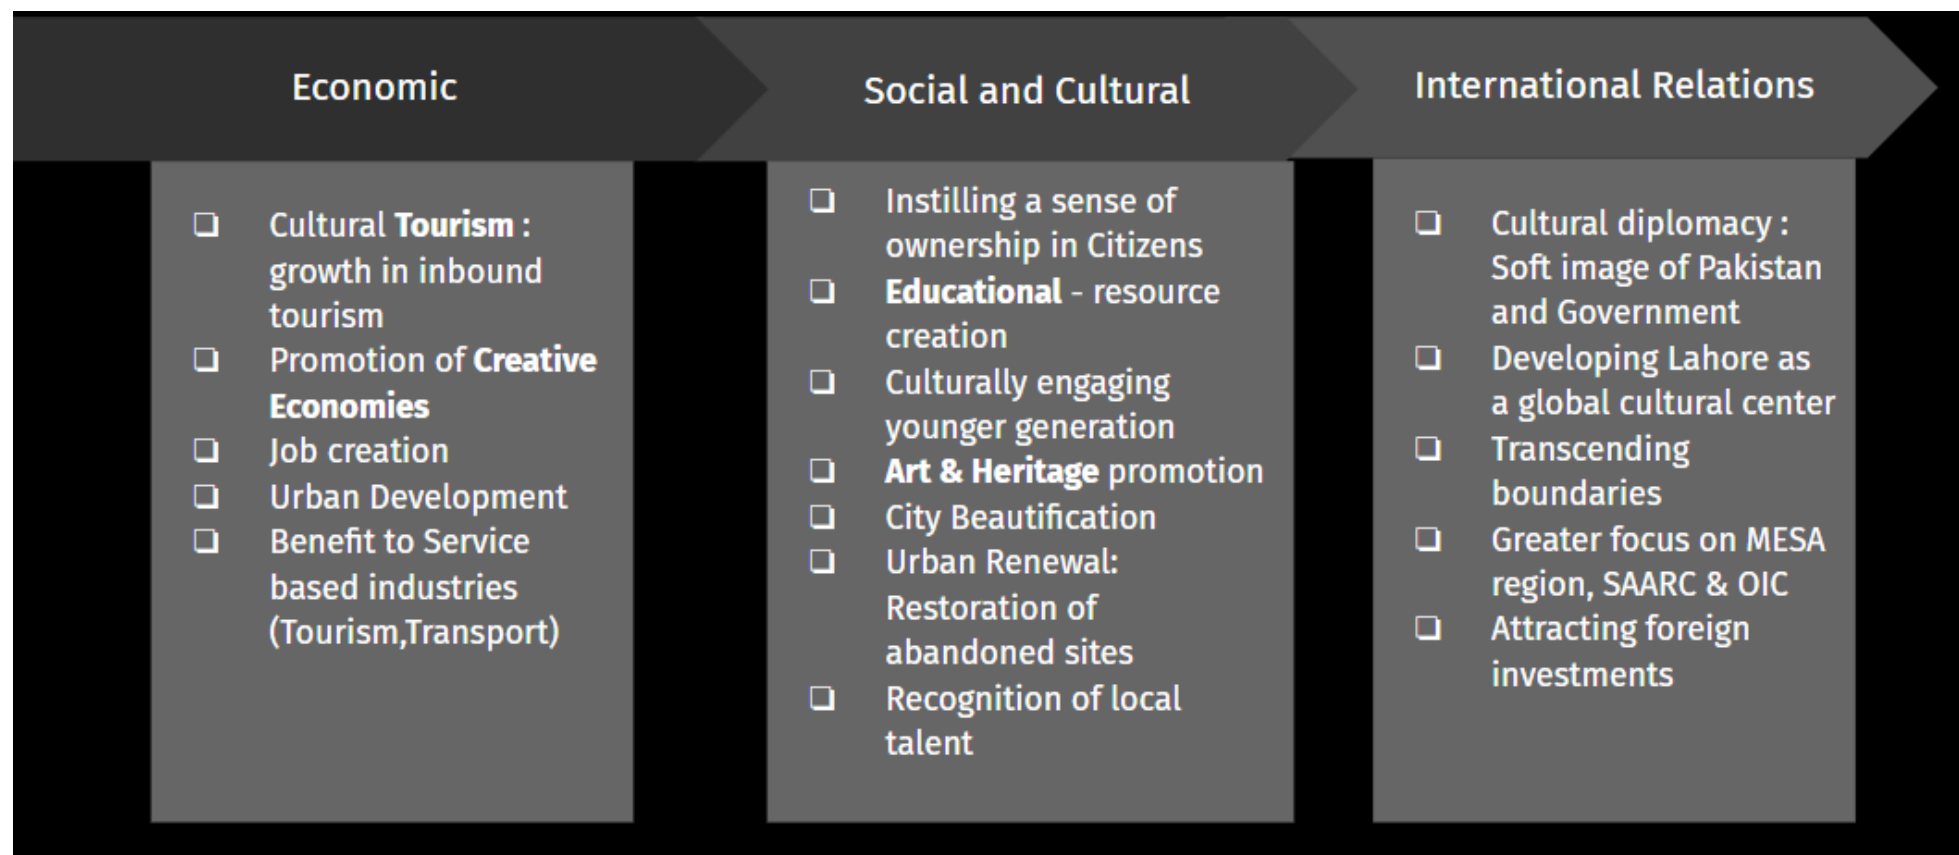 Economic
❏ Cultural Tourism :
growth in inbound
tourism
❏ Promotion of Creative
Economies
❏ Job creation
❏ Urban Development
❏ Benefit to Service
based industries
(Tourism,Transport)
Social and Cultural
❏ Instilling a sense of
ownership in Citizens
❏ Educational - resource
creation
❏ Culturally engaging
younger generation
❏ Art & Heritage promotion
❏ City Beautification
❏ Urban Renewal:
Restoration of
abandoned sites
❏ Recognition of local
talent
International Relations
❏ Cultural diplomacy :
Soft image of Pakistan
and Government
❏ Developing Lahore as
a global cultural center
❏ Transcending
boundaries
❏ Greater focus on MESA
region, SAARC & OIC
❏ Attracting foreign
investments